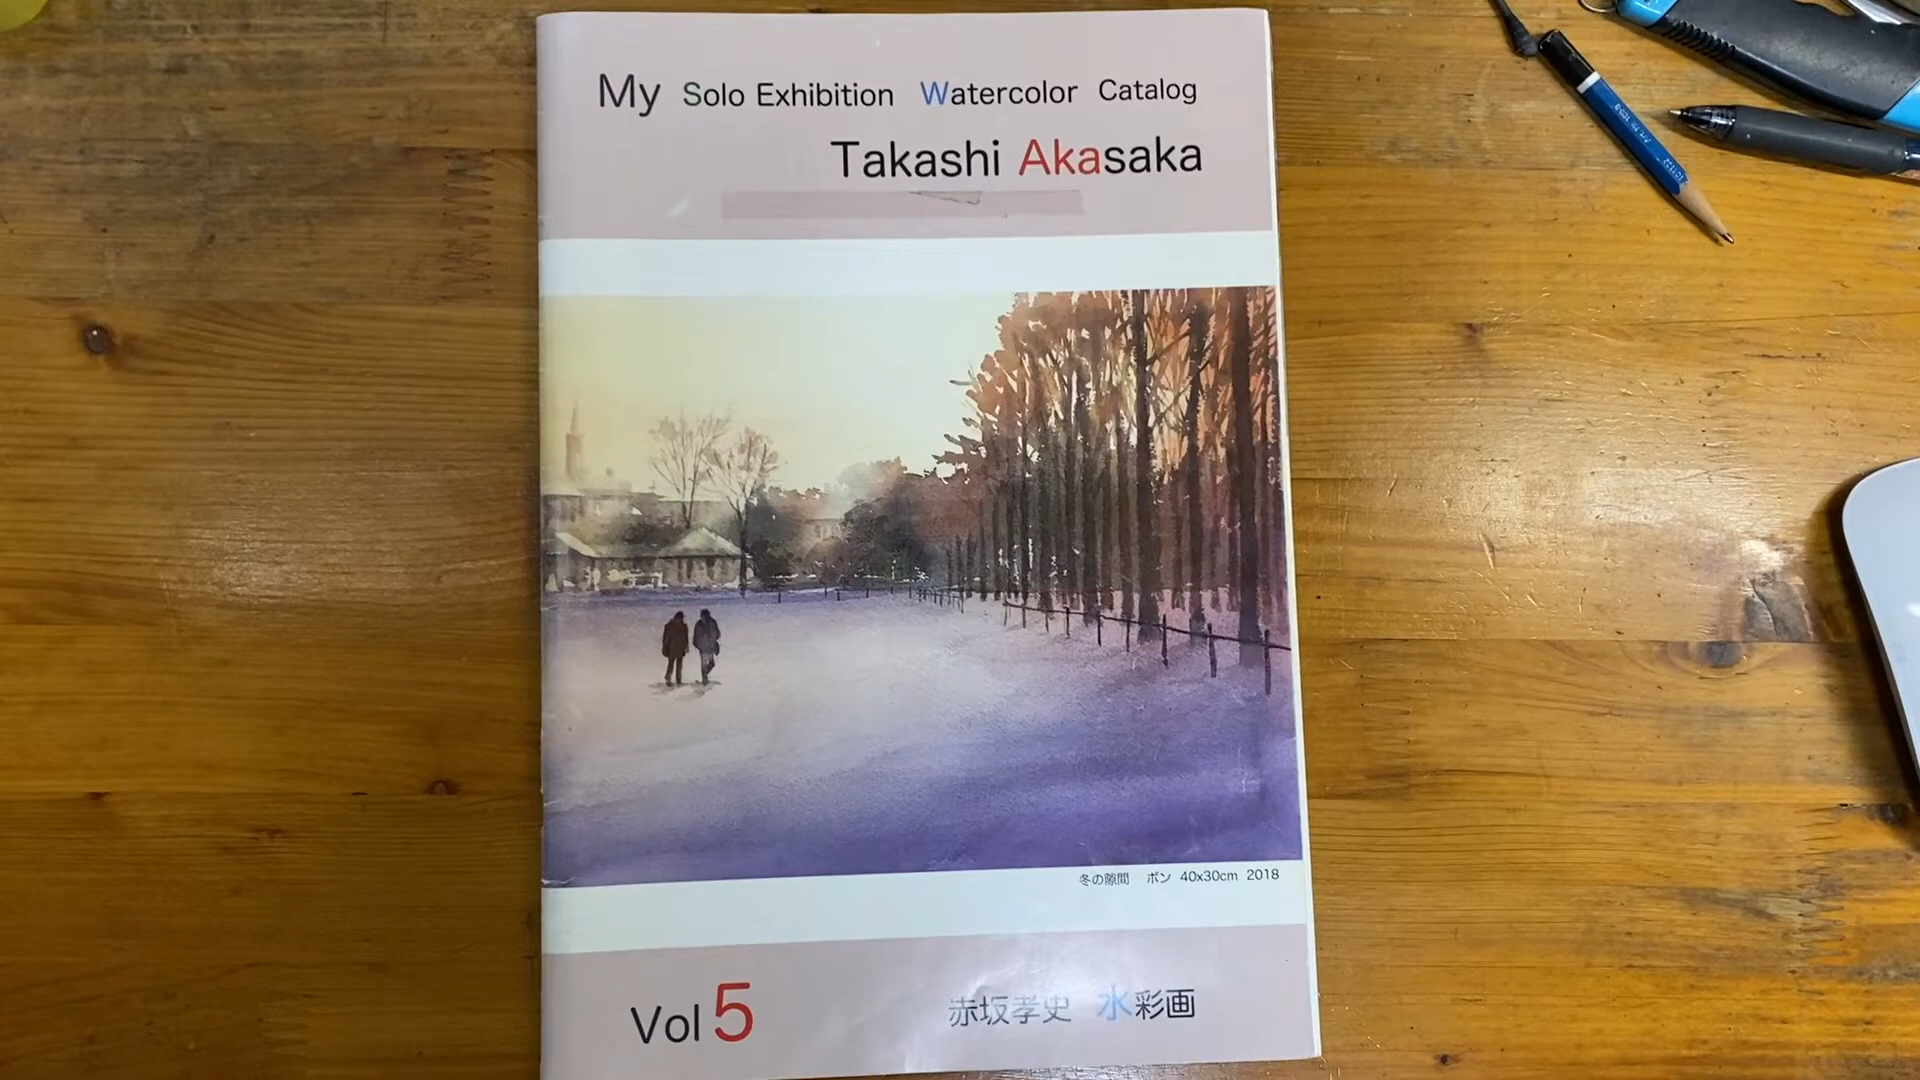 My Solo Exhibition Watercolor Catalog
Takashi Akasaka
冬の隙間 ボン 40x30cm 2018
Vol 5
赤坂孝史 水彩画